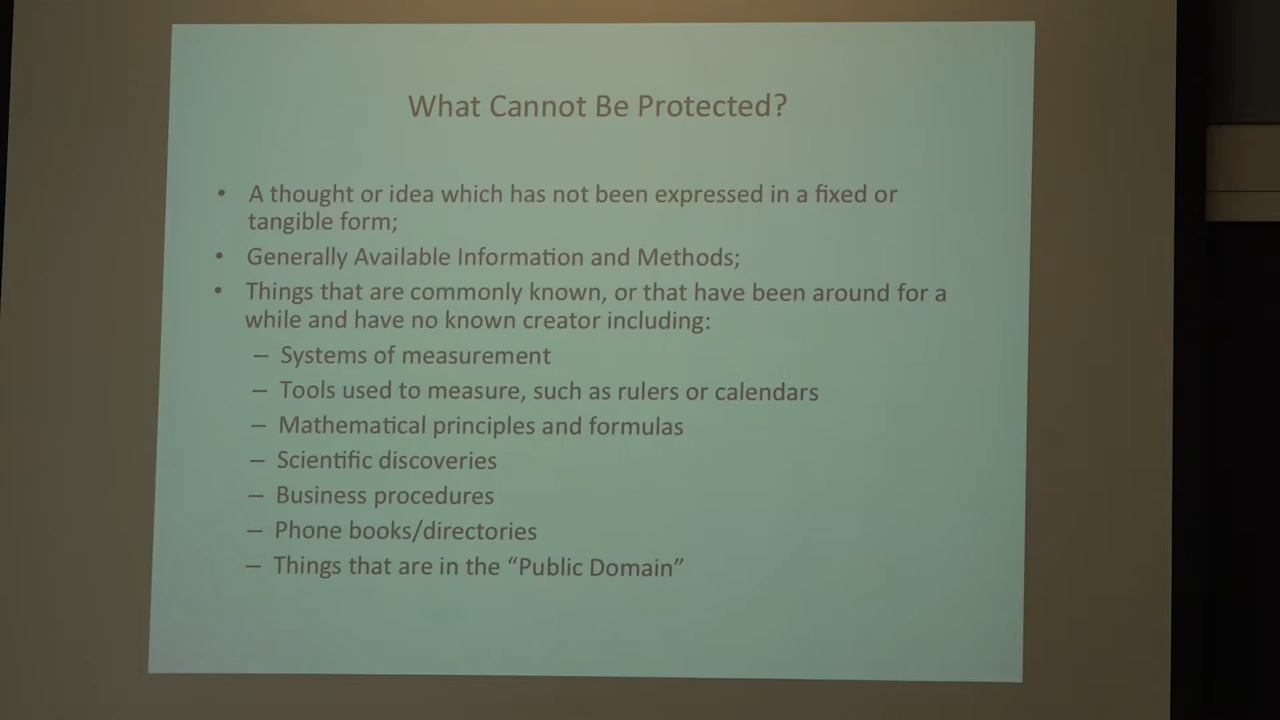 What Cannot Be Protected?
• A thought or idea which has not been expressed in a fixed or
tangible form;
• Generally Available Information and Methods;
• Things that are commonly known, or that have been around for a
while and have no known creator including:
– Systems of measurement
– Tools used to measure, such as rulers or calendars
– Mathematical principles and formulas
– Scientific discoveries
– Business procedures
– Phone books/directories
– Things that are in the “Public Domain”